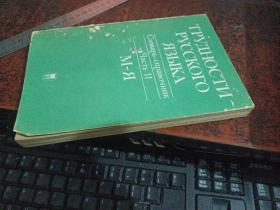 ТРУДНОСТИ
РУССКОГО
ЯЗЫКА
Словарь-справочник
Часть II
М-Я